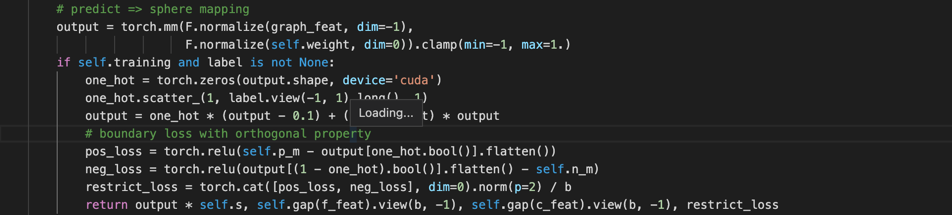 # predict => sphere mapping
output = torch.mm(F.normalize(graph_feat, dim=-1),
F.normalize(self.weight, dim=0)).clamp(min=-1, max=1.)
if self.training and label is not None:
one_hot = torch.zeros(output.shape, device='cuda')
one_hot.scatter_(1, label.view(-1, 1).long(), 1)
output = one_hot * (output - 0.1) + ( t) * output
Loading...
# boundary loss with orthogonal property
pos_loss = torch.relu(self.p_m - output[one_hot.bool()].flatten())
neg_loss = torch.relu(output[(1 - one_hot).bool()].flatten() - self.n_m)
restrict_loss = torch.cat([pos_loss, neg_loss], dim=0).norm(p=2) / b
return output * self.s, self.gap(f_feat).view(b, -1), self.gap(c_feat).view(b, -1), restrict_loss